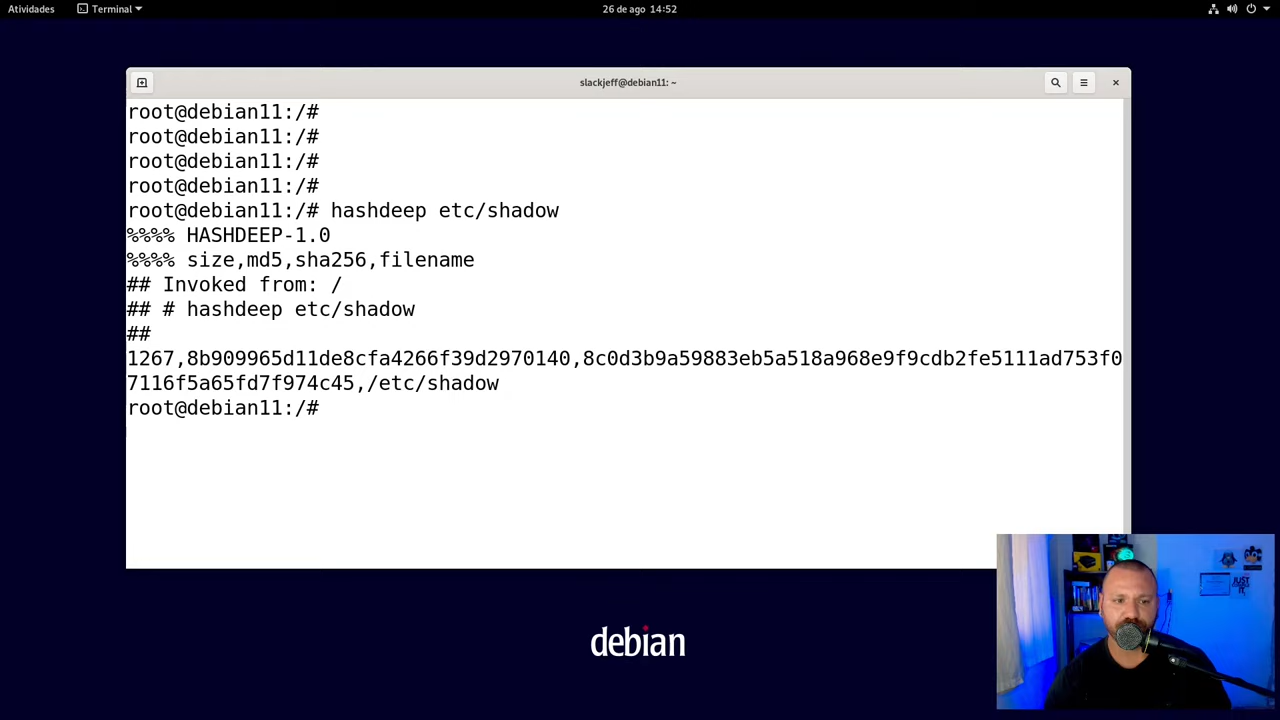 Atividades
Terminal
26 de ago 14:52
slackjeff@debian11: ~
root@debian11:/#
root@debian11:/#
root@debian11:/#
root@debian11:/#
root@debian11:/# hashdeep etc/shadow
%%%% HASHDEEP-1.0
%%%% size,md5,sha256,filename
## Invoked from: /
## # hashdeep etc/shadow
##
1267,8b909965d11de8cfa4266f39d2970140,8c0d3b9a59883eb5a518a968e9f9cdb2fe5111ad753f0
7116f5a65fd7f974c45,/etc/shadow
root@debian11:/#
debian